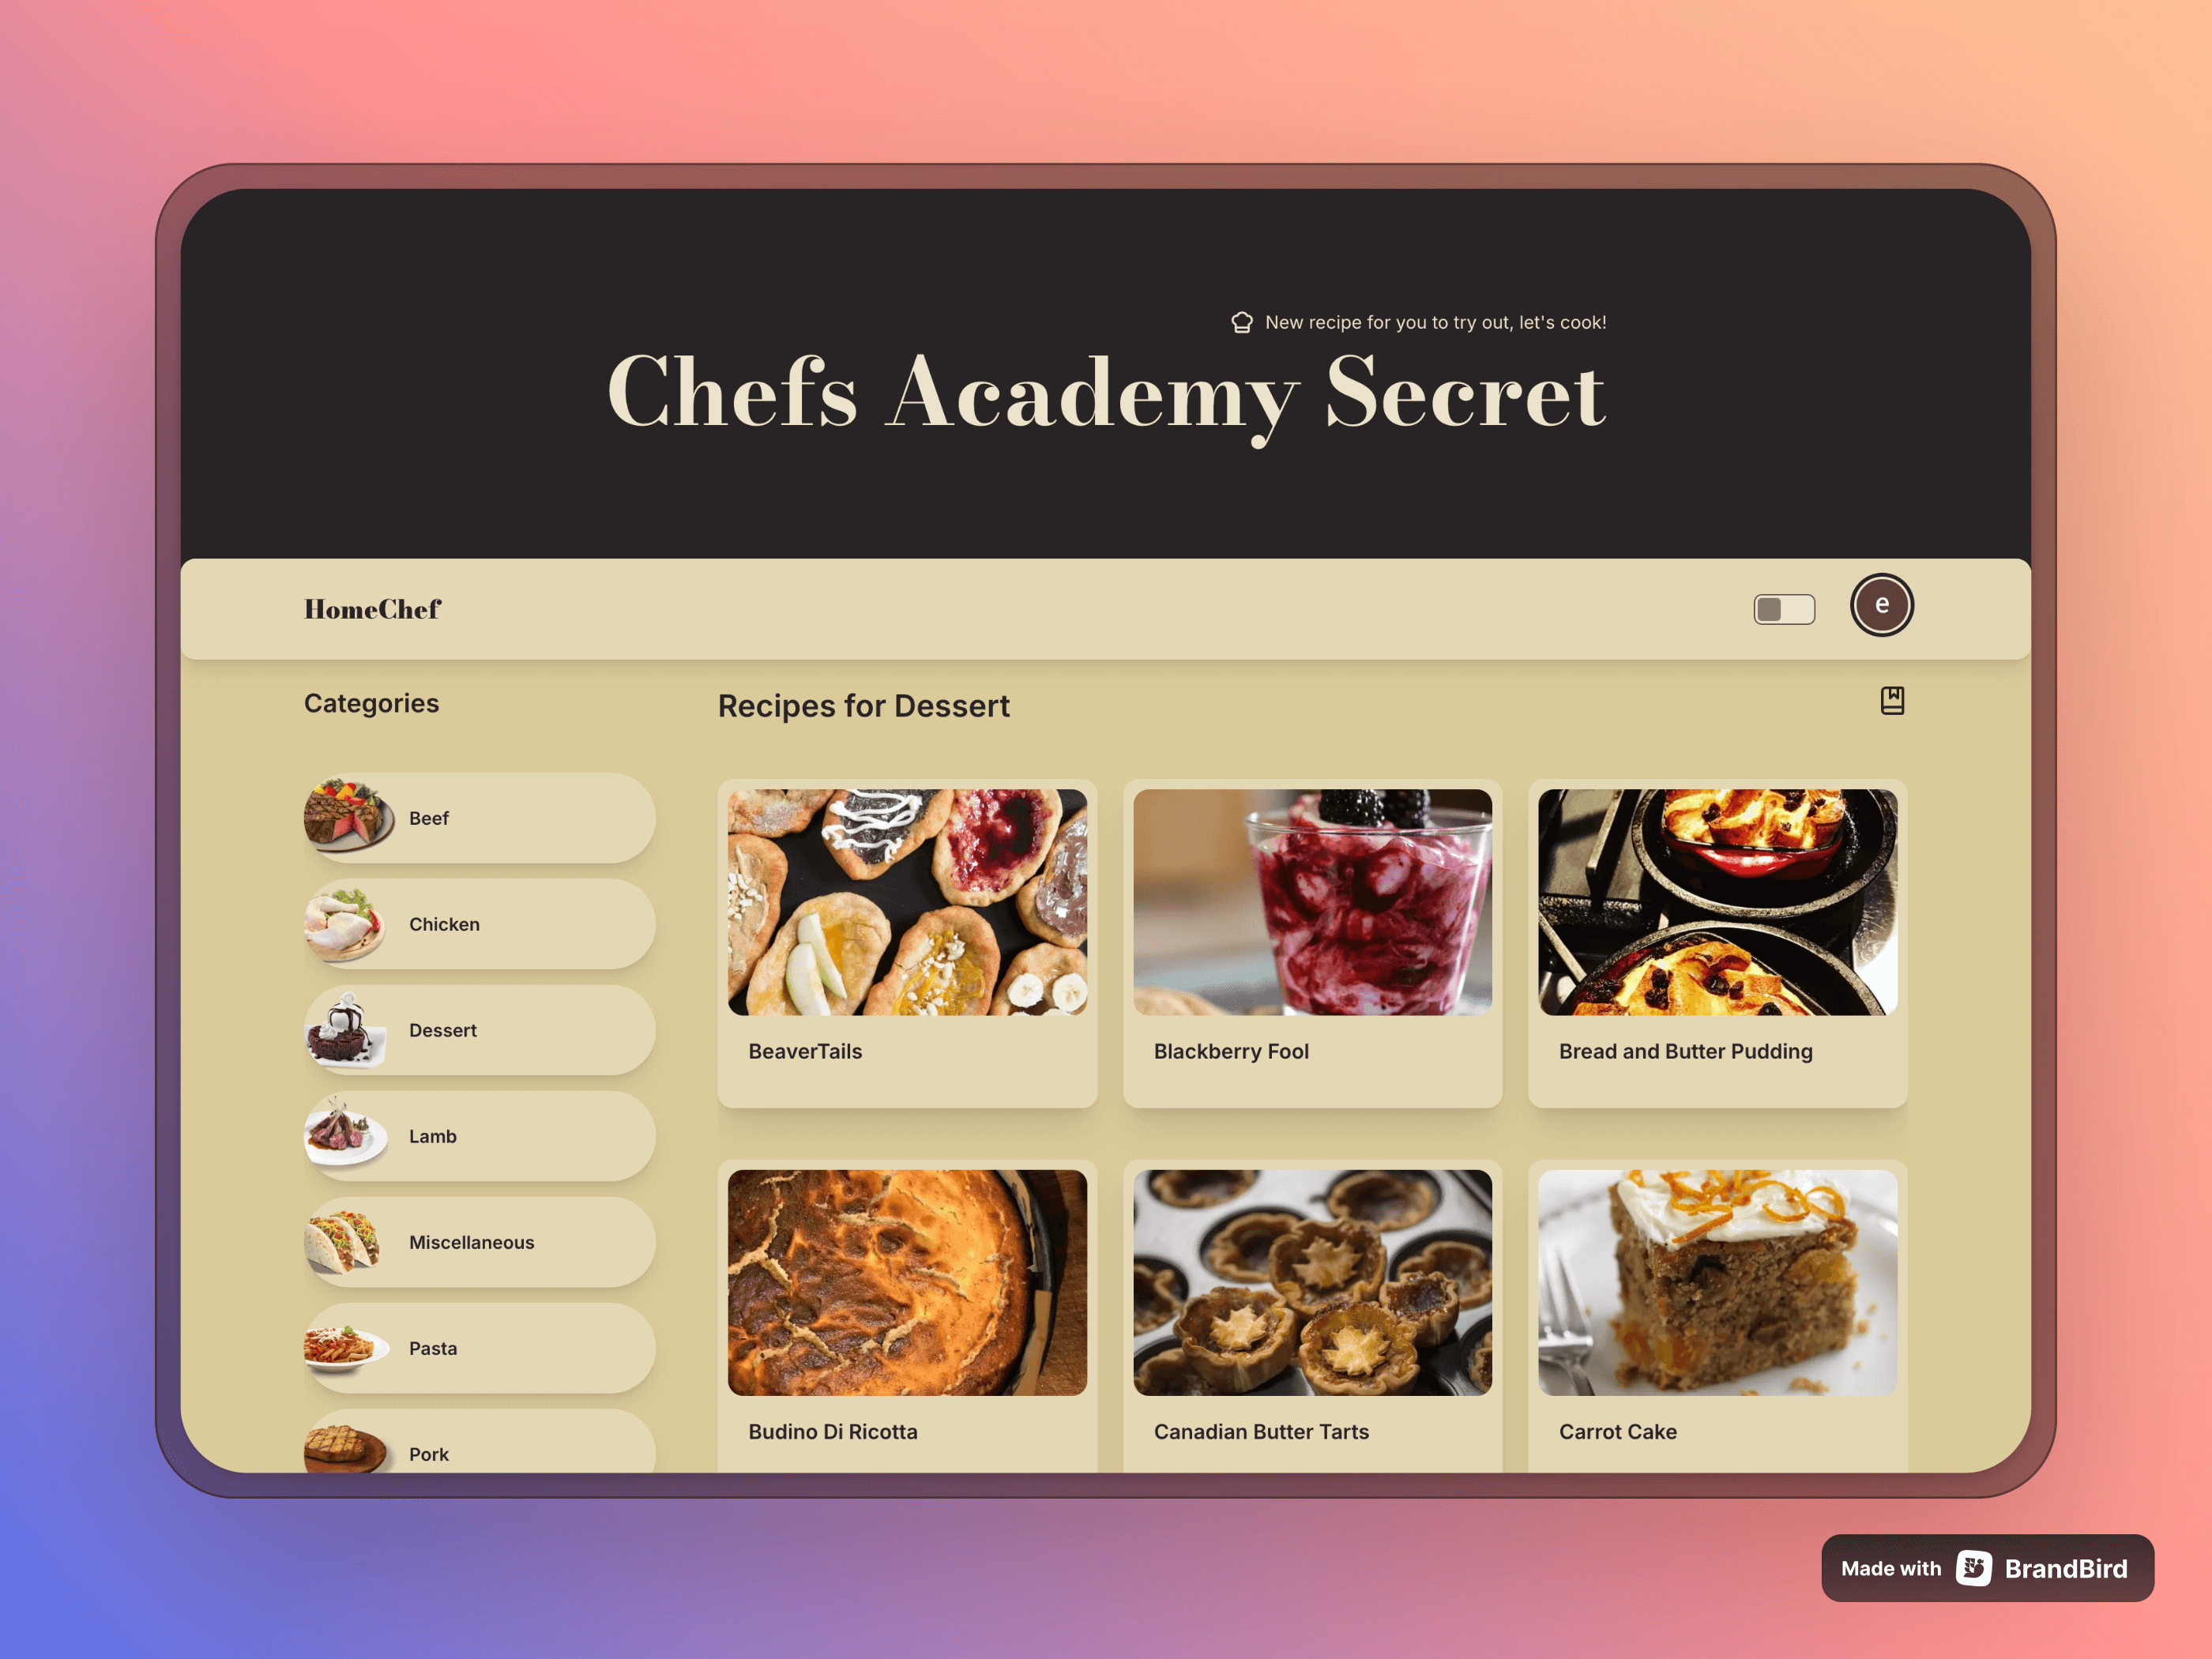 New recipe for you to try out, let's cook!
Chefs Academy Secret
HomeChef
e
Categories
Beef
Chicken
Dessert
Lamb
Miscellaneous
Pasta
Pork
Recipes for Dessert
BeaverTails
Blackberry Fool
Bread and Butter Pudding
Budino Di Ricotta
Canadian Butter Tarts
Carrot Cake
Made with BrandBird